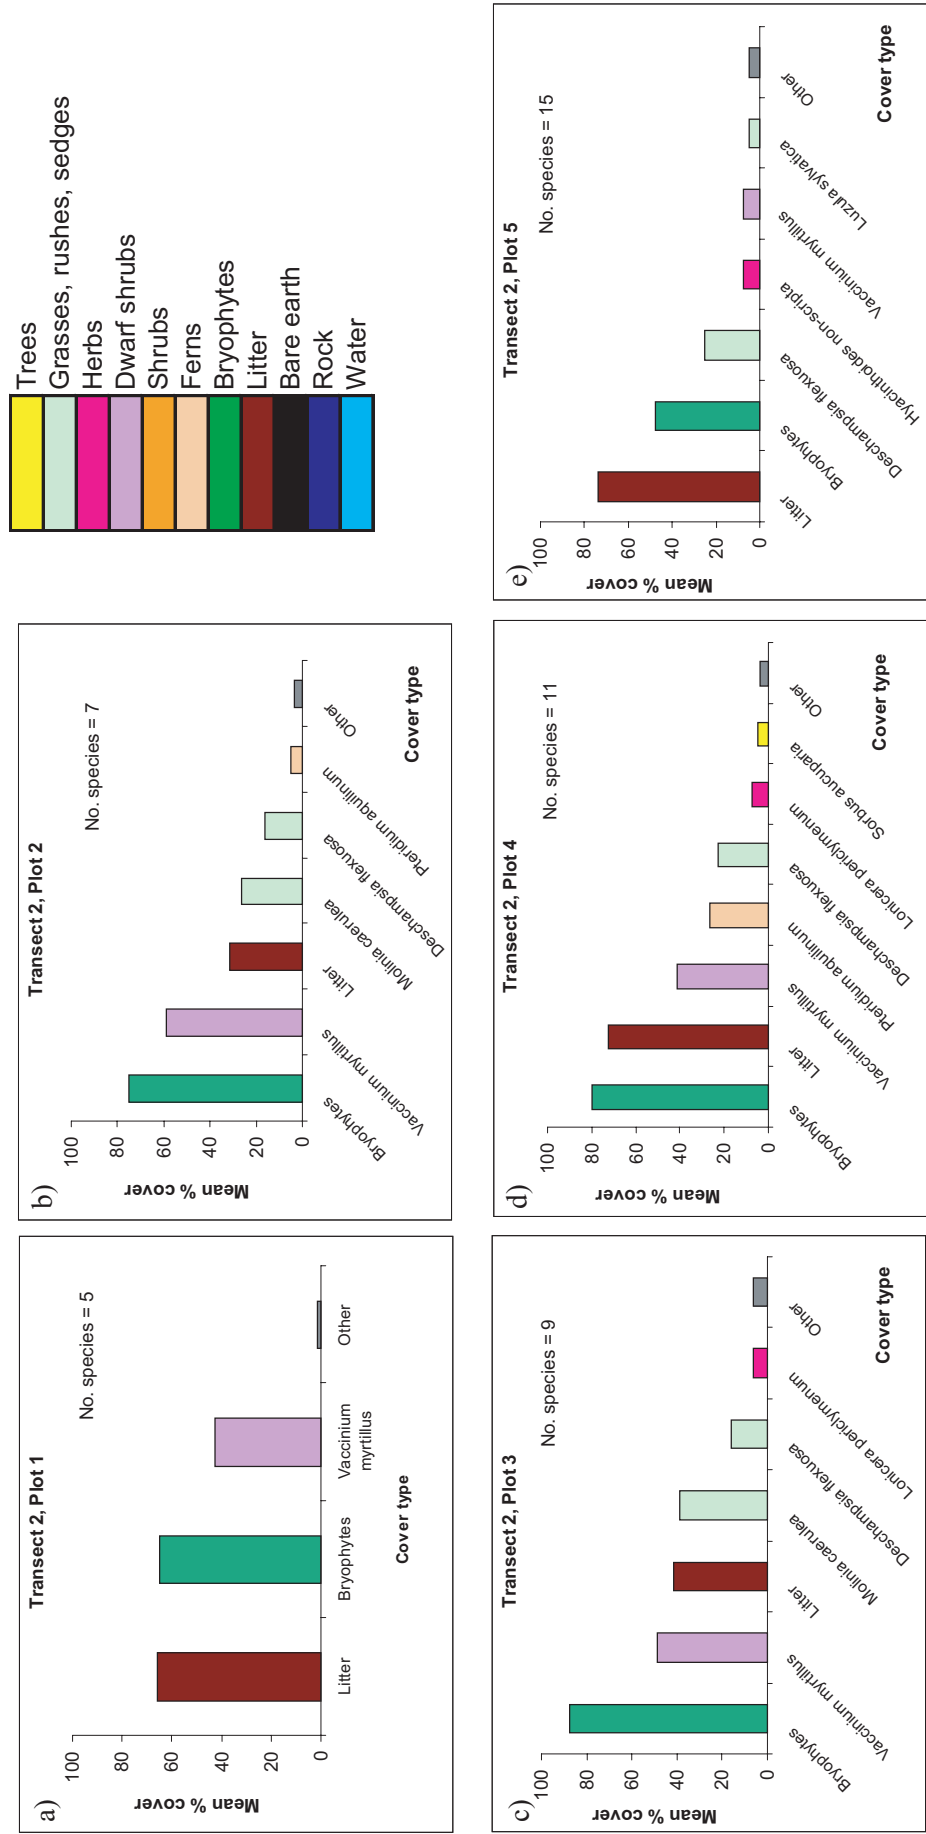 a)
Transect 2, Plot 1
No. species = 5
Mean % cover
100
80
60
40
20
0
Litter
Bryophytes
Vaccinium
myrtillus
Other
Cover type
b)
Transect 2, Plot 2
No. species = 7
Mean % cover
100
80
60
40
20
0
Bryophytes
Vaccinium myrtillus
Litter
Molinia caerulea
Deschampsia flexuosa
Pteridium aquilinum
Other
Cover type
Trees
Grasses, rushes, sedges
Herbs
Dwarf shrubs
Shrubs
Ferns
Bryophytes
Litter
Bare earth
Rock
Water
c)
Transect 2, Plot 3
No. species = 9
Mean % cover
100
80
60
40
20
0
Bryophytes
Vaccinium myrtillus
Litter
Molinia caerulea
Deschampsia flexuosa
Lonicera periclymenum
Other
Cover type
d)
Transect 2, Plot 4
No. species = 11
Mean % cover
100
80
60
40
20
0
Bryophytes
Litter
Vaccinium myrtillus
Pteridium aquilinum
Deschampsia flexuosa
Lonicera periclymenum
Sorbus aucuparia
Other
Cover type
e)
Transect 2, Plot 5
No. species = 15
Mean % cover
100
80
60
40
20
0
Litter
Bryophytes
Deschampsia flexuosa
Hyacinthoides non-scripta
Vaccinium myrtillus
Luzula sylvatica
Other
Cover type